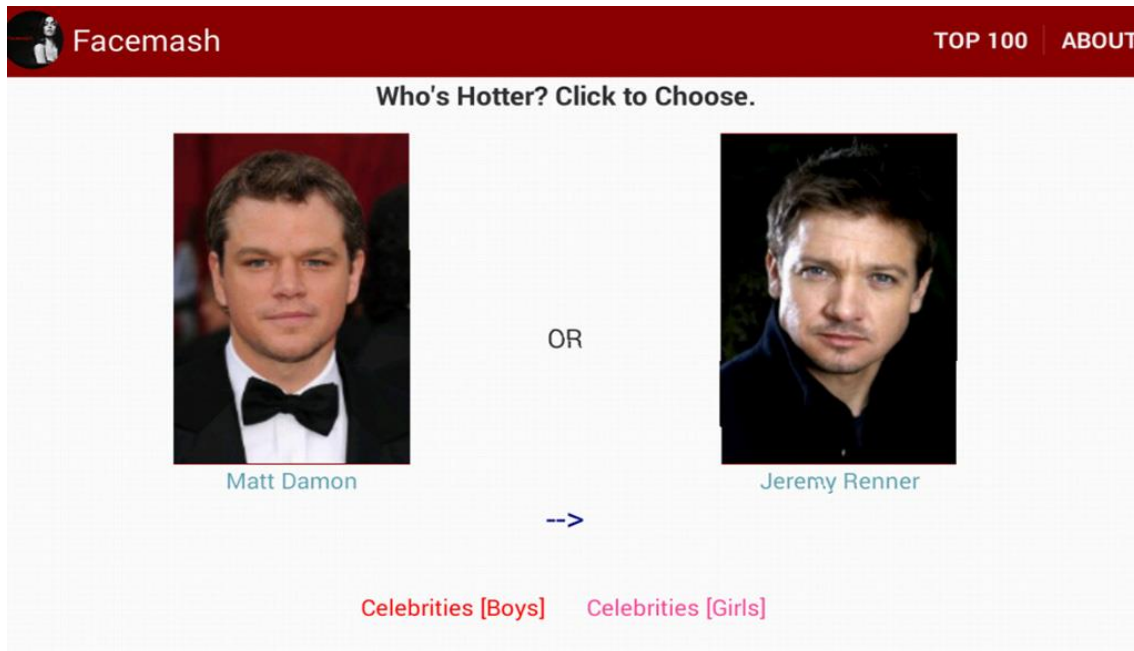 Facemash
TOP 100
ABOUT
Who's Hotter? Click to Choose.
OR
Matt Damon
Jeremy Renner
-->
Celebrities [Boys]
Celebrities [Girls]